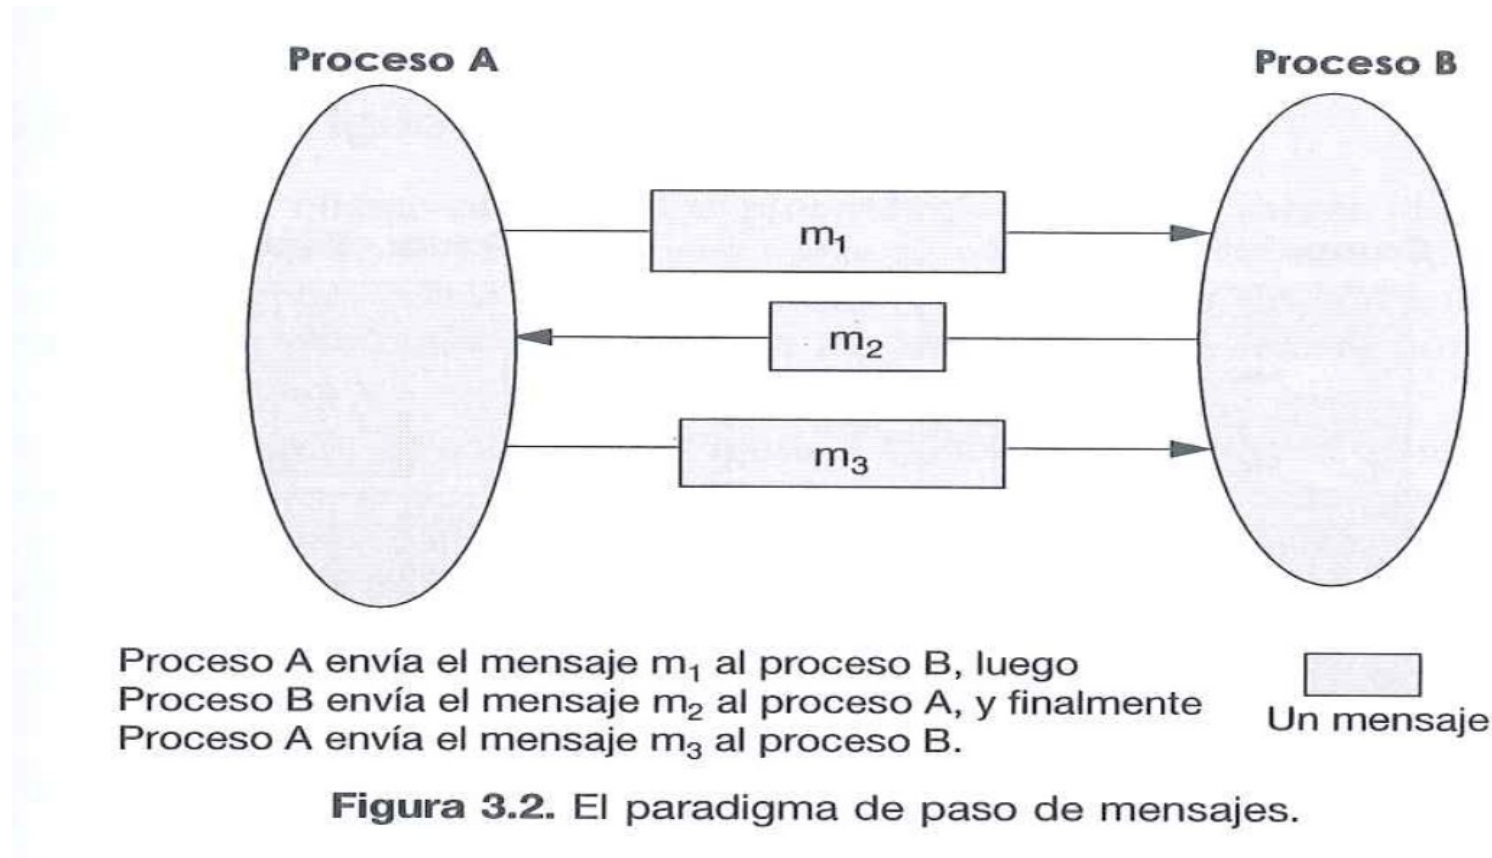 Proceso A
Proceso B
m₁
m₂
m₃
Proceso A envía el mensaje m₁ al proceso B, luego
Proceso B envía el mensaje m₂ al proceso A, y finalmente
Proceso A envía el mensaje m₃ al proceso B.
Un mensaje
Figura 3.2. El paradigma de paso de mensajes.